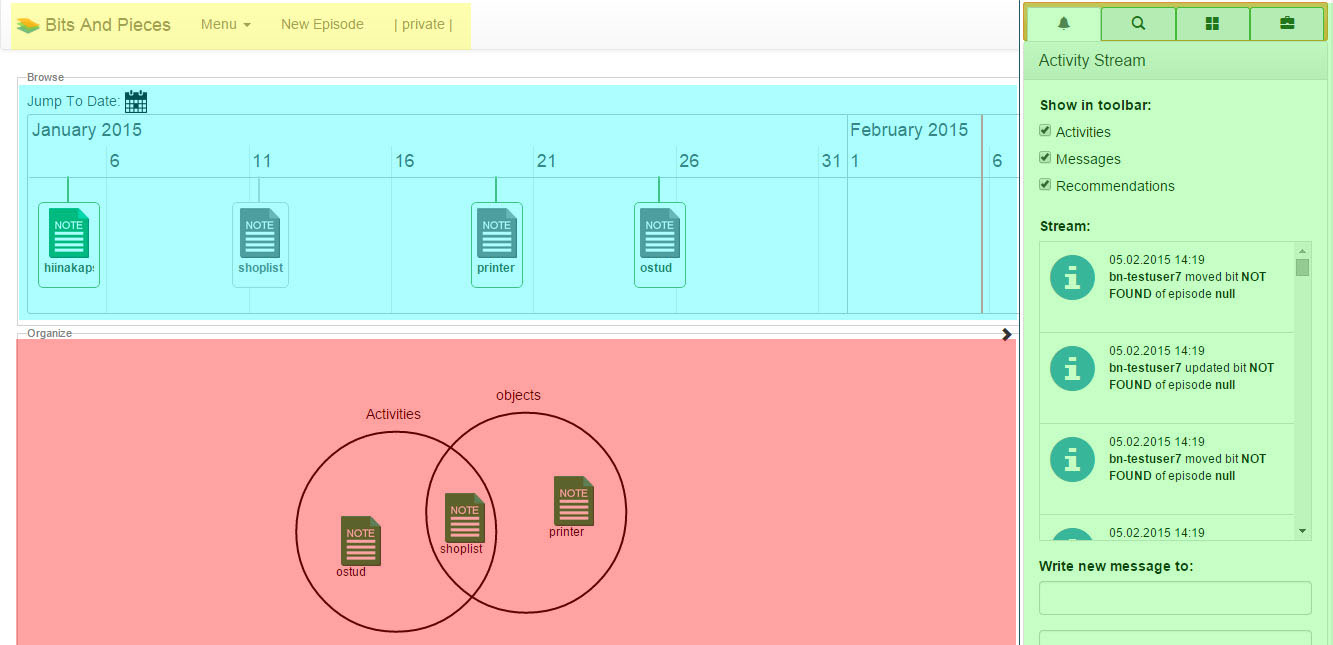 Bits And Pieces Menu New Episode | private |
Browse
Jump To Date:
January 2015 February 2015
6 11 16 21 26 31 1 6
NOTE NOTE NOTE NOTE
hiinakaps shoplist printer ostud
Organize
Activities
objects
NOTE
ostud
NOTE
shoplist
NOTE
printer
Activity Stream
Show in toolbar:
Activities
Messages
Recommendations
Stream:
05.02.2015 14:19
bn-testuser7 moved bit NOT
FOUND of episode null
05.02.2015 14:19
bn-testuser7 updated bit NOT
FOUND of episode null
05.02.2015 14:19
bn-testuser7 moved bit NOT
FOUND of episode null
05.02.2015 14:19
Write new message to: